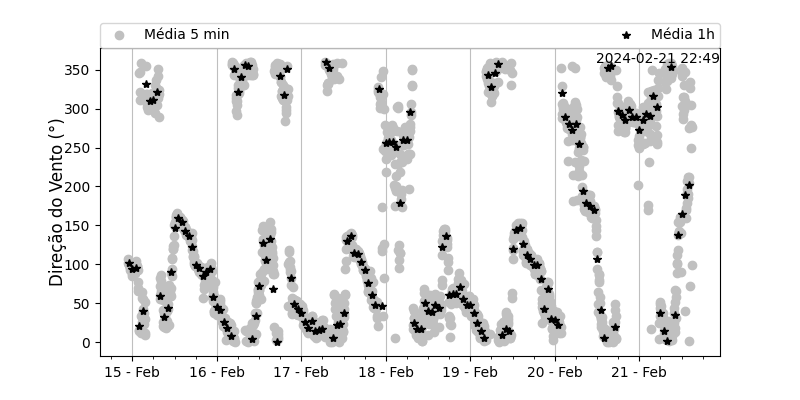 Média 5 min
Média 1h
2024-02-21 22:49
350
300
250
200
150
100
50
0
Direção do Vento (°)
15 - Feb
16 - Feb
17 - Feb
18 - Feb
19 - Feb
20 - Feb
21 - Feb